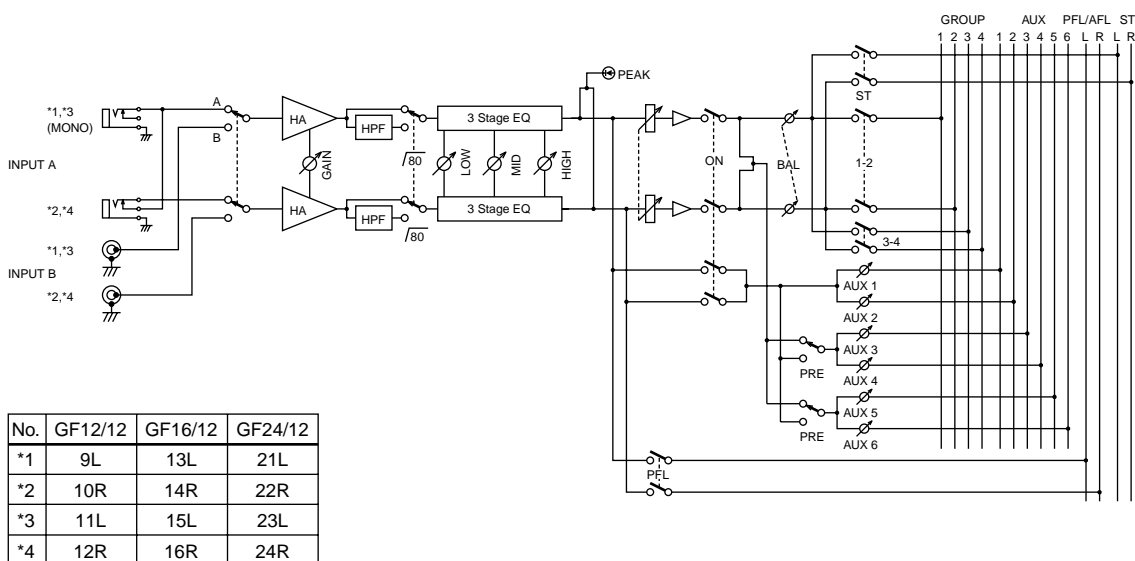 GROUP AUX PFL/AFL ST
1 2 3 4 1 2 3 4 5 6 L R L R
PEAK
*1,*3
(MONO)
A
B
HA
HPF
√80
3 Stage EQ
ST
INPUT A
GAIN
LOW
MID
HIGH
ON
BAL
1-2
*2,*4
HA
HPF
√80
3 Stage EQ
*1,*3
3-4
INPUT B
*2,*4
AUX 1
AUX 2
AUX 3
PRE
AUX 4
AUX 5
PRE
AUX 6
PFL
No. GF12/12 GF16/12 GF24/12
*1 9L 13L 21L
*2 10R 14R 22R
*3 11L 15L 23L
*4 12R 16R 24R